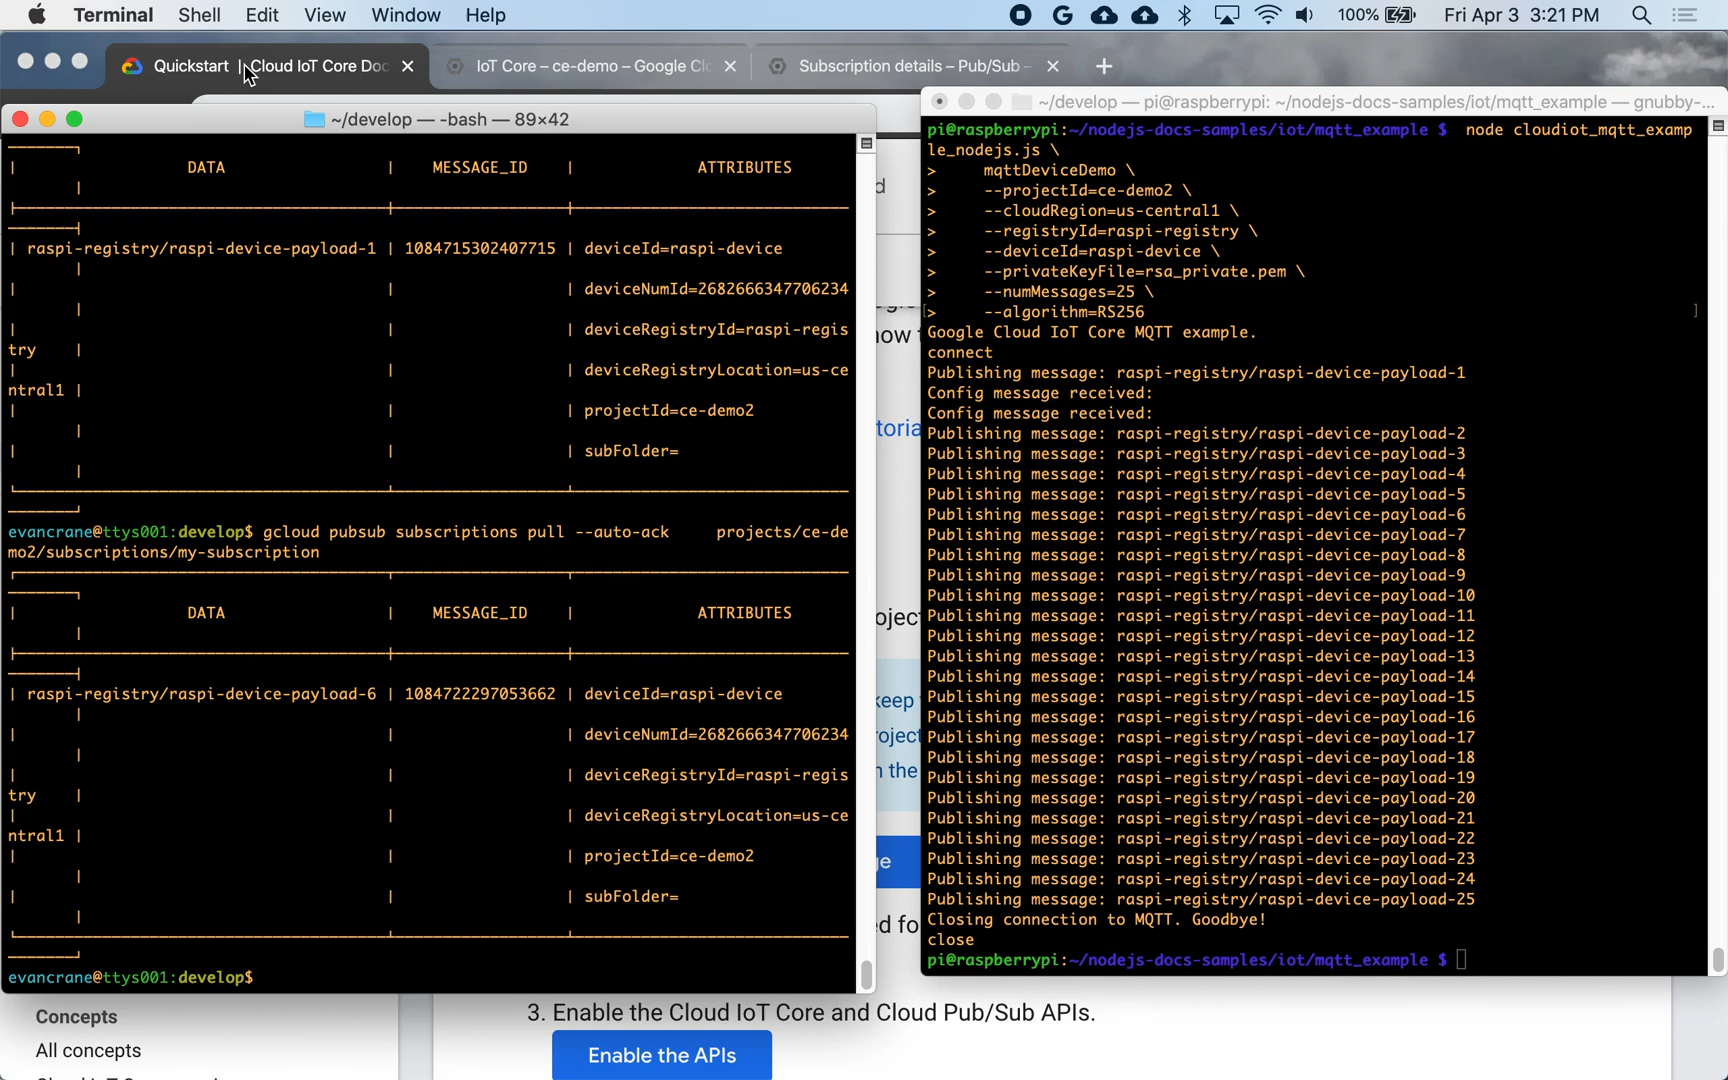 Terminal Shell Edit View Window Help 100% Fri Apr 3 3:21 PM
Quickstart | Cloud IoT Core Doc IoT Core – ce-demo – Google Clo Subscription details – Pub/Sub –
~/develop — -bash — 89×42
| DATA | MESSAGE_ID | ATTRIBUTES
|
| raspi-registry/raspi-device-payload-1 | 1084715302407715 | deviceId=raspi-device
|
| | | deviceNumId=2682666347706234
|
| | | deviceRegistryId=raspi-regis
try |
| | | deviceRegistryLocation=us-ce
ntral1 |
| | | projectId=ce-demo2
|
| | | subFolder=
|
evancrane@ttys001:develop$ gcloud pubsub subscriptions pull --auto-ack projects/ce-de
mo2/subscriptions/my-subscription
| DATA | MESSAGE_ID | ATTRIBUTES
|
| raspi-registry/raspi-device-payload-6 | 1084722297053662 | deviceId=raspi-device
|
| | | deviceNumId=2682666347706234
|
| | | deviceRegistryId=raspi-regis
try |
| | | deviceRegistryLocation=us-ce
ntral1 |
| | | projectId=ce-demo2
|
| | | subFolder=
|
evancrane@ttys001:develop$
~/develop — pi@raspberrypi: ~/nodejs-docs-samples/iot/mqtt_example — gnubby-...
pi@raspberrypi:~/nodejs-docs-samples/iot/mqtt_example $ node cloudiot_mqtt_examp
le_nodejs.js \
> mqttDeviceDemo \
> --projectId=ce-demo2 \
> --cloudRegion=us-central1 \
> --registryId=raspi-registry \
> --deviceId=raspi-device \
> --privateKeyFile=rsa_private.pem \
> --numMessages=25 \
[> --algorithm=RS256 ]
Google Cloud IoT Core MQTT example.
connect
Publishing message: raspi-registry/raspi-device-payload-1
Config message received:
Config message received:
Publishing message: raspi-registry/raspi-device-payload-2
Publishing message: raspi-registry/raspi-device-payload-3
Publishing message: raspi-registry/raspi-device-payload-4
Publishing message: raspi-registry/raspi-device-payload-5
Publishing message: raspi-registry/raspi-device-payload-6
Publishing message: raspi-registry/raspi-device-payload-7
Publishing message: raspi-registry/raspi-device-payload-8
Publishing message: raspi-registry/raspi-device-payload-9
Publishing message: raspi-registry/raspi-device-payload-10
Publishing message: raspi-registry/raspi-device-payload-11
Publishing message: raspi-registry/raspi-device-payload-12
Publishing message: raspi-registry/raspi-device-payload-13
Publishing message: raspi-registry/raspi-device-payload-14
Publishing message: raspi-registry/raspi-device-payload-15
Publishing message: raspi-registry/raspi-device-payload-16
Publishing message: raspi-registry/raspi-device-payload-17
Publishing message: raspi-registry/raspi-device-payload-18
Publishing message: raspi-registry/raspi-device-payload-19
Publishing message: raspi-registry/raspi-device-payload-20
Publishing message: raspi-registry/raspi-device-payload-21
Publishing message: raspi-registry/raspi-device-payload-22
Publishing message: raspi-registry/raspi-device-payload-23
Publishing message: raspi-registry/raspi-device-payload-24
Publishing message: raspi-registry/raspi-device-payload-25
Closing connection to MQTT. Goodbye!
close
pi@raspberrypi:~/nodejs-docs-samples/iot/mqtt_example $
d
now
toria
ojec
keep
roject
n the
ge
ed fo
Concepts
All concepts
3. Enable the Cloud IoT Core and Cloud Pub/Sub APIs.
Enable the APIs